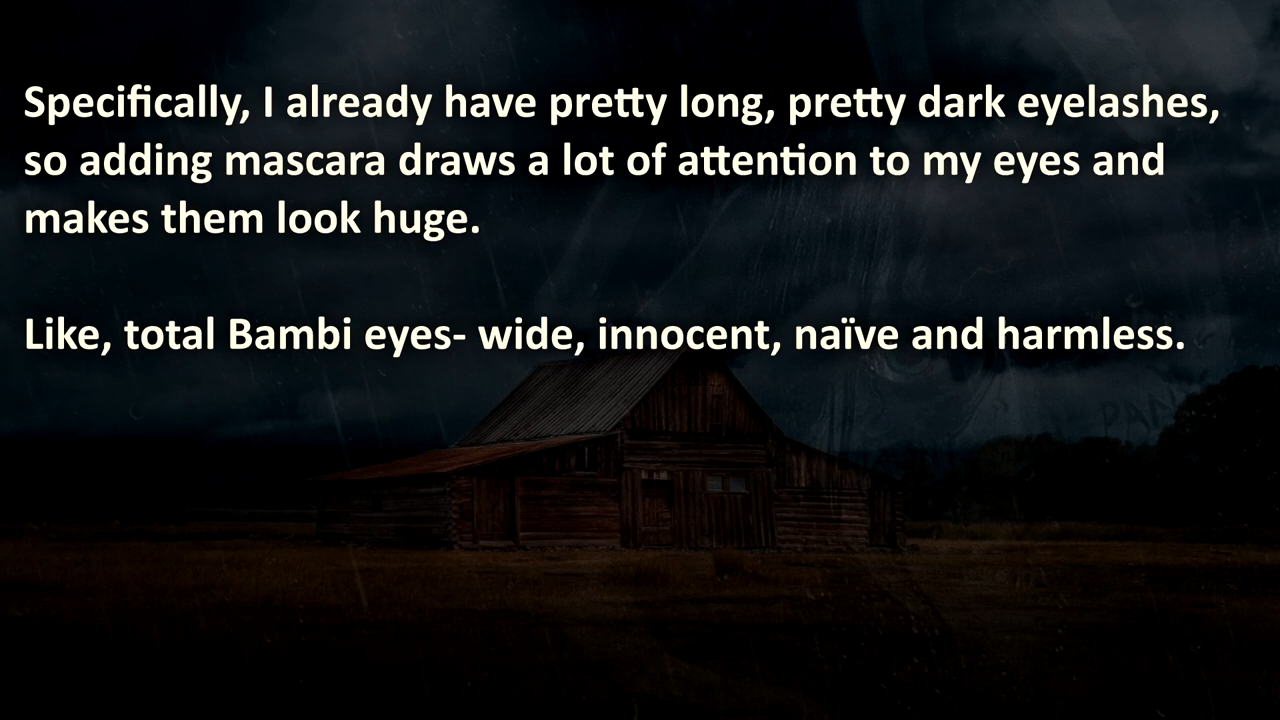 Specifically, I already have pretty long, pretty dark eyelashes,
so adding mascara draws a lot of attention to my eyes and
makes them look huge.
Like, total Bambi eyes- wide, innocent, naïve and harmless.